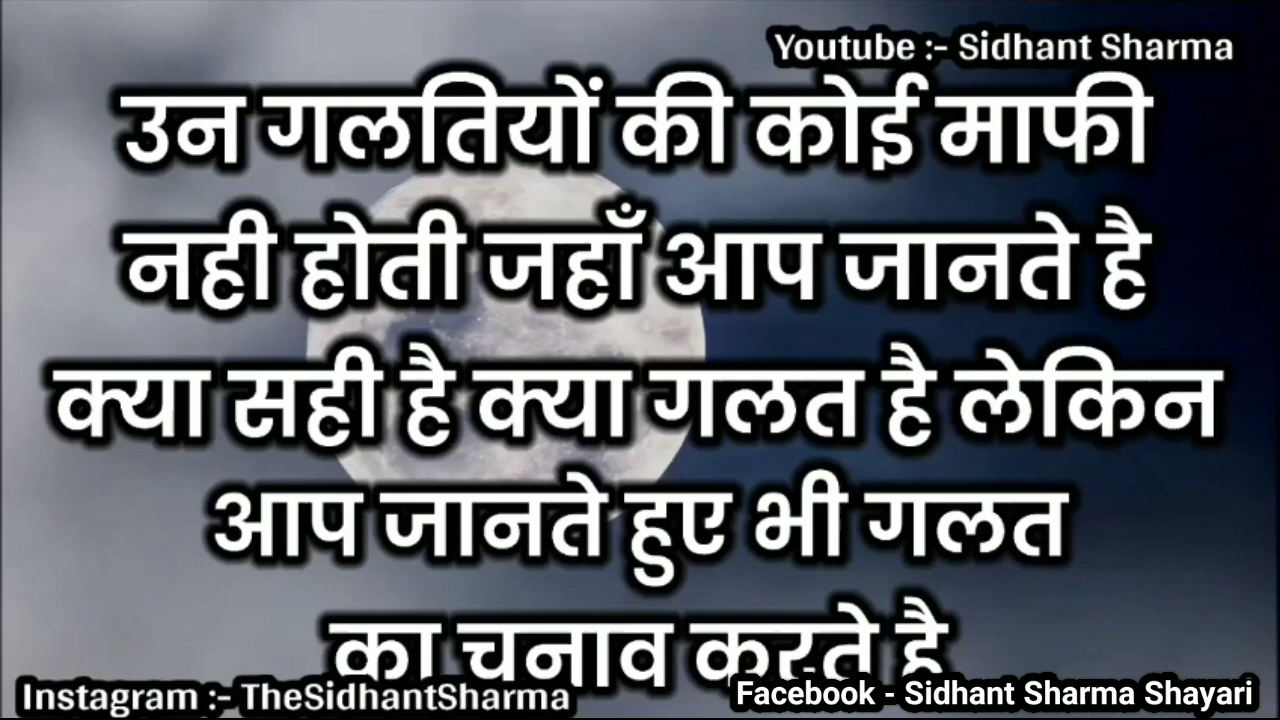 Youtube :- Sidhant Sharma
उन गलतियों की कोई माफी
नही होती जहाँ आप जानते है
क्या सही है क्या गलत है लेकिन
आप जानते हुए भी गलत
का चुनाव करते है
Instagram :- TheSidhantSharma
Facebook - Sidhant Sharma Shayari